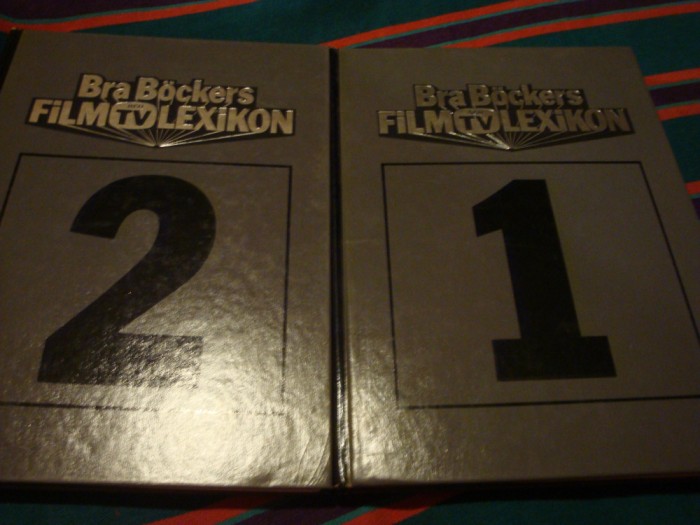 Bra Böckers
FiLM TV LEXiKON
2
Bra Böckers
FiLM TV LEXiKON
1